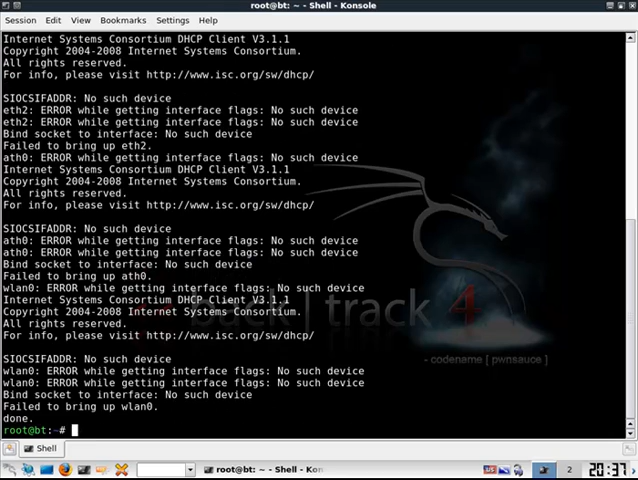 root@bt: ~ - Shell - Konsole
Session Edit View Bookmarks Settings Help
Internet Systems Consortium DHCP Client V3.1.1
Copyright 2004-2008 Internet Systems Consortium.
All rights reserved.
For info, please visit http://www.isc.org/sw/dhcp/
SIOCSIFADDR: No such device
eth2: ERROR while getting interface flags: No such device
eth2: ERROR while getting interface flags: No such device
Bind socket to interface: No such device
Failed to bring up eth2.
ath0: ERROR while getting interface flags: No such device
Internet Systems Consortium DHCP Client V3.1.1
Copyright 2004-2008 Internet Systems Consortium.
All rights reserved.
For info, please visit http://www.isc.org/sw/dhcp/
SIOCSIFADDR: No such device
ath0: ERROR while getting interface flags: No such device
ath0: ERROR while getting interface flags: No such device
Bind socket to interface: No such device
Failed to bring up ath0.
wlan0: ERROR while getting interface flags: No such device
Internet Systems Consortium DHCP Client V3.1.1
Copyright 2004-2008 Internet Systems Consortium.
All rights reserved.
For info, please visit http://www.isc.org/sw/dhcp/
<< back | track 4
- codename [ pwnsauce ]
SIOCSIFADDR: No such device
wlan0: ERROR while getting interface flags: No such device
wlan0: ERROR while getting interface flags: No such device
Bind socket to interface: No such device
Failed to bring up wlan0.
done.
root@bt:~#
Shell
root@bt: ~ - Shell - Kon
US
2
20:37